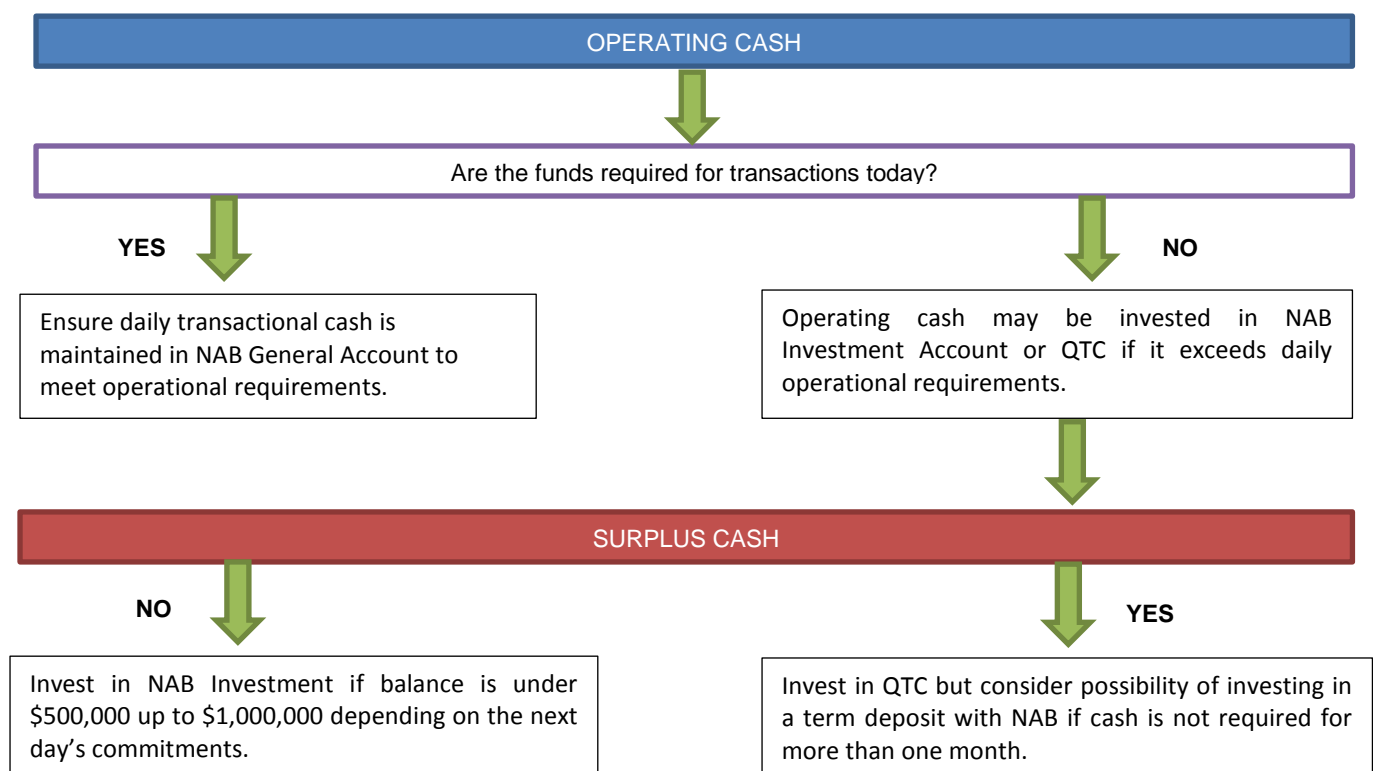 OPERATING CASH
Are the funds required for transactions today?
YES
NO
Ensure daily transactional cash is
maintained in NAB General Account to
meet operational requirements.
Operating cash may be invested in NAB
Investment Account or QTC if it exceeds daily
operational requirements.
SURPLUS CASH
NO
YES
Invest in NAB Investment if balance is under
$500,000 up to $1,000,000 depending on the next
day’s commitments.
Invest in QTC but consider possibility of investing in
a term deposit with NAB if cash is not required for
more than one month.